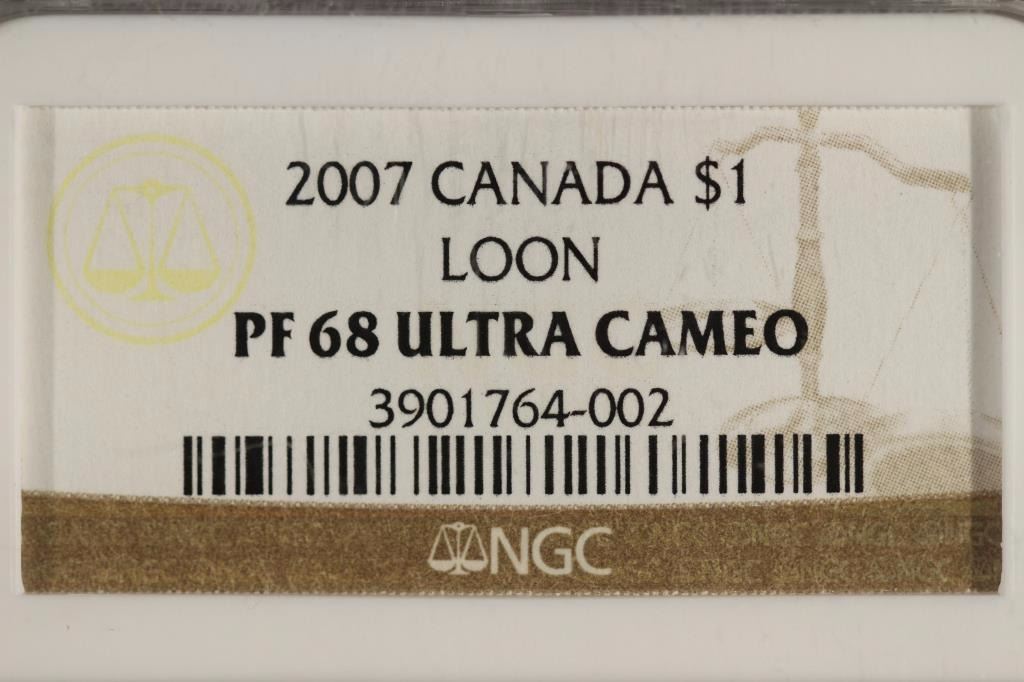 2007 CANADA $1
LOON
PF 68 ULTRA CAMEO
3901764-002
NGC